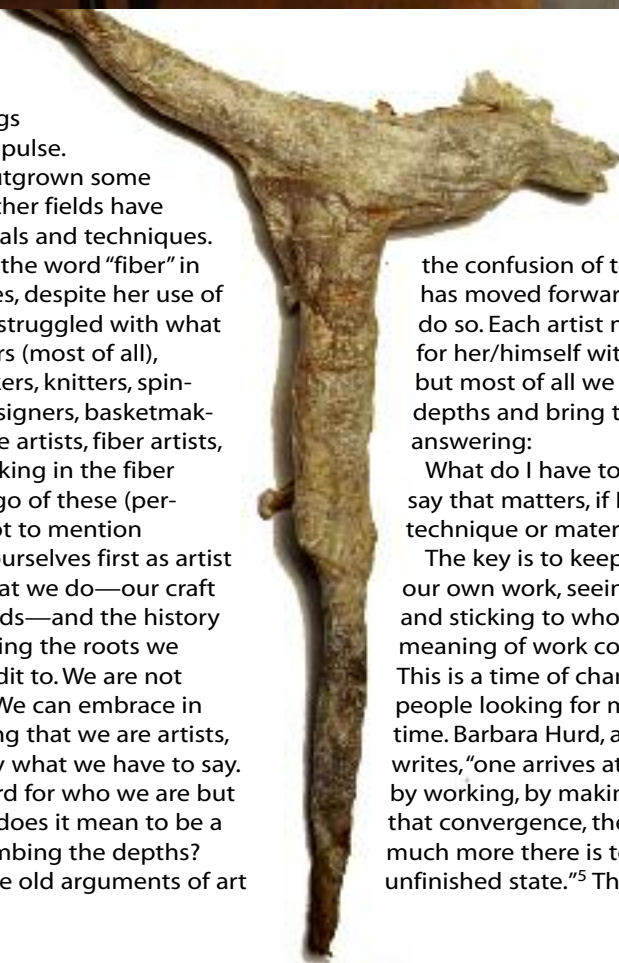 gs
pulse.
utgrown some
ther fields have
als and techniques.
the word “fiber” in
es, despite her use of
struggled with what
rs (most of all),
ers, knitters, spin-
signers, basketmak-
e artists, fiber artists,
king in the fiber
go of these (per-
ot to mention
ourselves first as artist
at we do—our craft
ds—and the history
ing the roots we
dit to. We are not
We can embrace in
ng that we are artists,
y what we have to say.
rd for who we are but
does it mean to be a
mbing the depths?
e old arguments of art
the confusion of t
has moved forwar
do so. Each artist
for her/himself wit
but most of all we
depths and bring t
answering:
What do I have to
say that matters, if I
technique or mater
The key is to keep
our own work, seein
and sticking to who
meaning of work co
This is a time of char
people looking for
time. Barbara Hurd, a
writes, “one arrives at
by working, by makin
that convergence, the
much more there is t
unfinished state.”⁵ Th